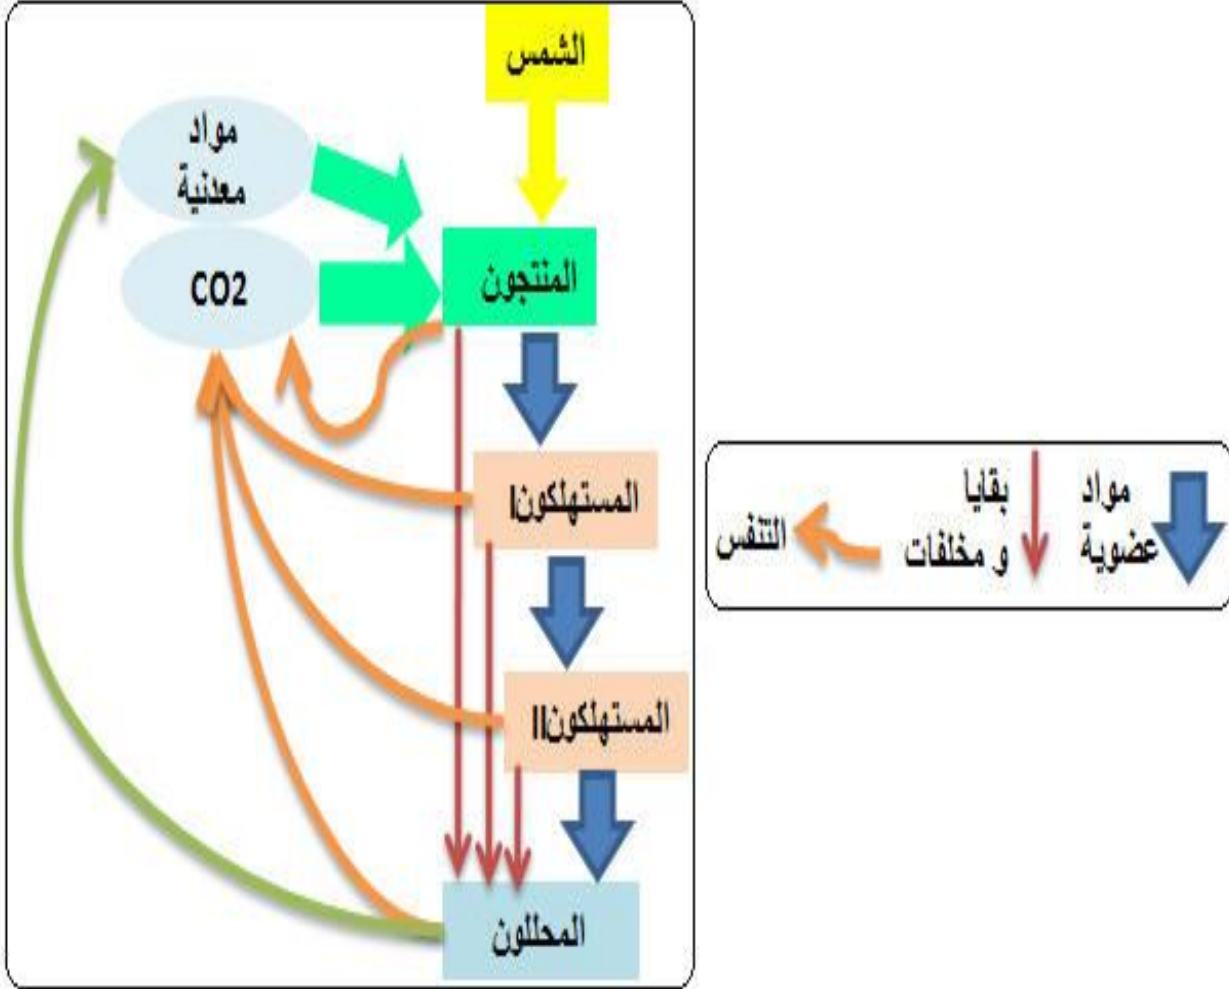 الشمس
مواد
معدنية
CO2
المنتجون
المستهلكونI
المستهلكونII
المحللون
مواد
عضوية
بقايا
و مخلفات
التنفس